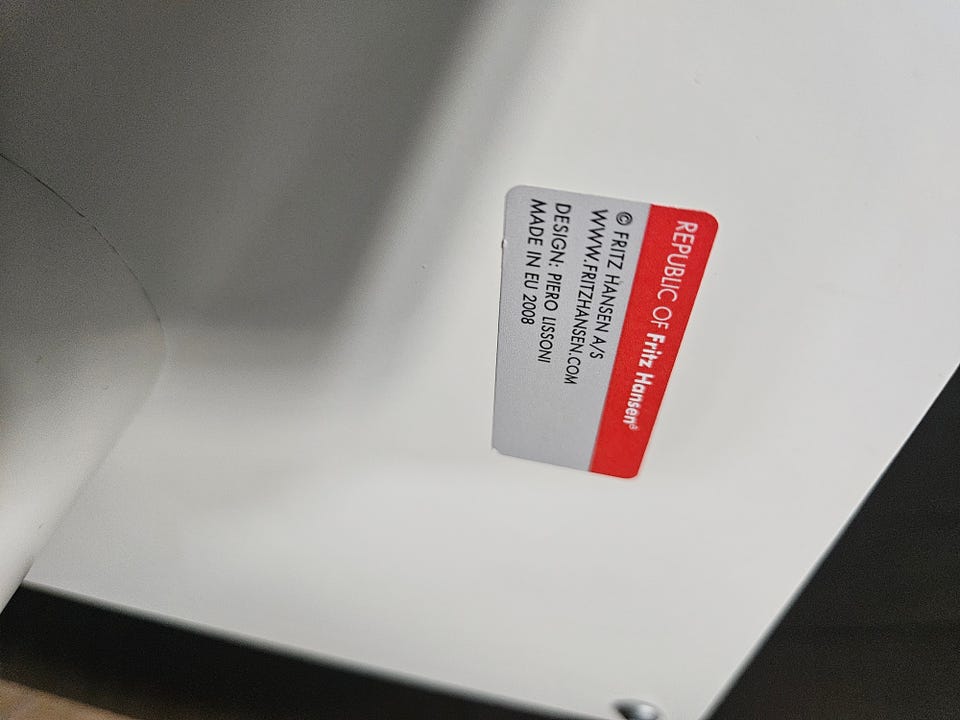 REPUBLIC OF Fritz Hansen®
© FRITZ HANSEN A/S
WWW.FRITZHANSEN.COM
DESIGN: PIERO LISSONI
MADE IN EU 2008